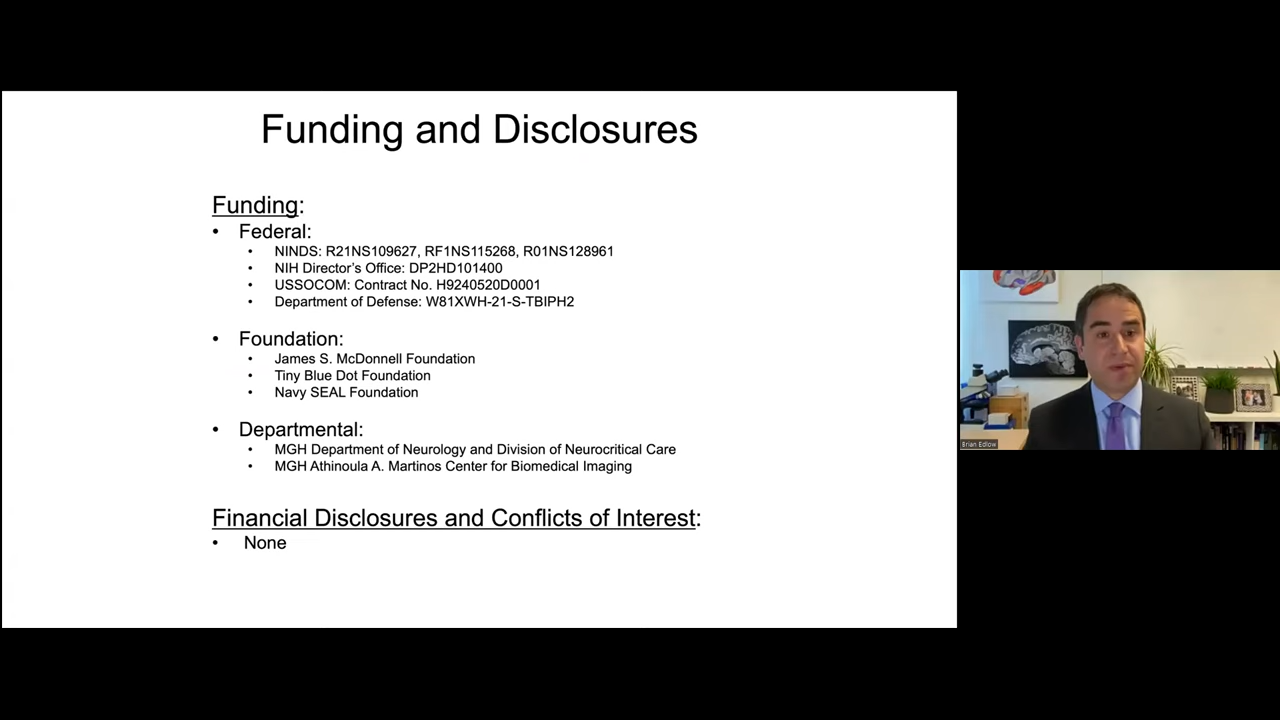 Funding and Disclosures
Funding:
• Federal:
• NINDS: R21NS109627, RF1NS115268, R01NS128961
• NIH Director's Office: DP2HD101400
• USSOCOM: Contract No. H9240520D0001
• Department of Defense: W81XWH-21-S-TBIPH2
• Foundation:
• James S. McDonnell Foundation
• Tiny Blue Dot Foundation
• Navy SEAL Foundation
• Departmental:
• MGH Department of Neurology and Division of Neurocritical Care
• MGH Athinoula A. Martinos Center for Biomedical Imaging
Financial Disclosures and Conflicts of Interest:
• None
Brian Edlow